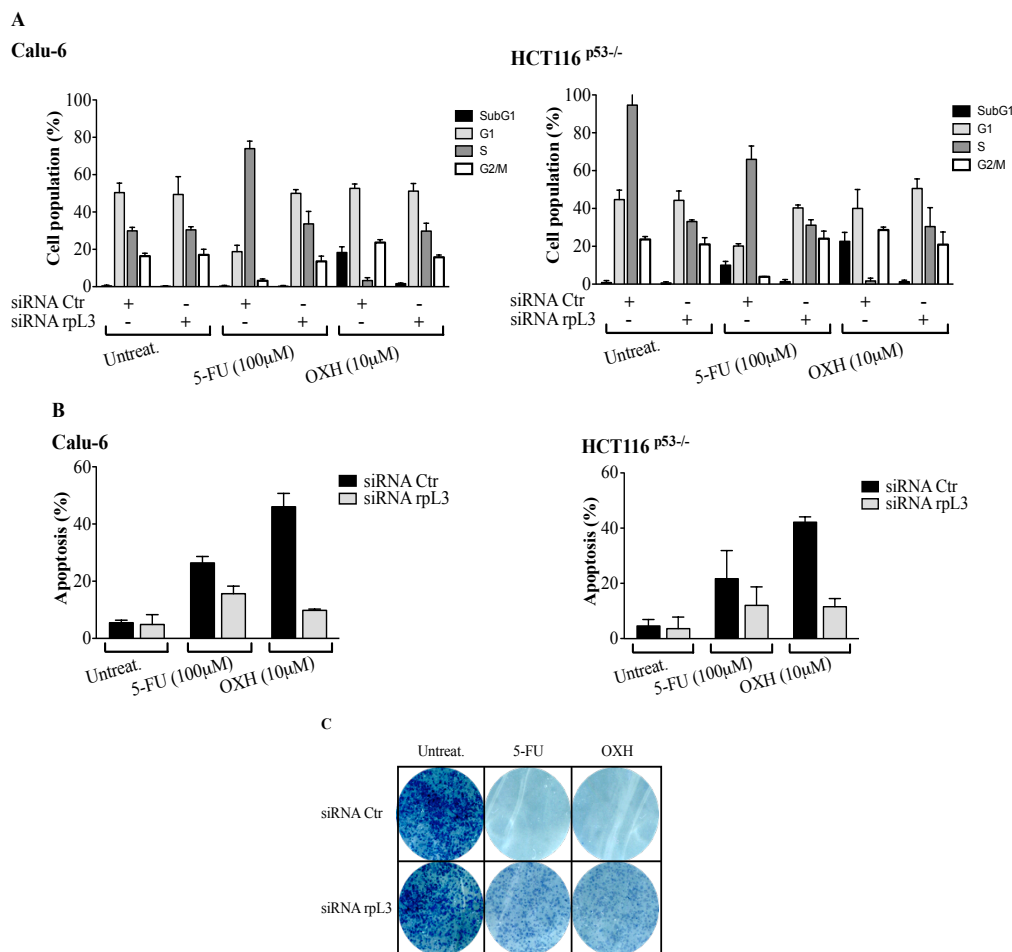 A
Calu-6
Cell population (%)
100
80
60
40
20
0
SubG1
G1
S
G2/M
siRNA Ctr + - + - + -
siRNA rpL3 - + - + - +
Untreat. 5-FU (100µM) OXH (10µM)
HCT116 p53-/-
Cell population (%)
100
80
60
40
20
0
SubG1
G1
S
G2/M
siRNA Ctr + - + - + -
siRNA rpL3 - + - + - +
Untreat. 5-FU (100µM) OXH (10µM)
B
Calu-6
Apoptosis (%)
60
40
20
0
siRNA Ctr
siRNA rpL3
Untreat. 5-FU (100µM) OXH (10µM)
HCT116 p53-/-
Apoptosis (%)
60
40
20
0
siRNA Ctr
siRNA rpL3
Untreat. 5-FU (100µM) OXH (10µM)
C
Untreat. 5-FU OXH
siRNA Ctr
siRNA rpL3